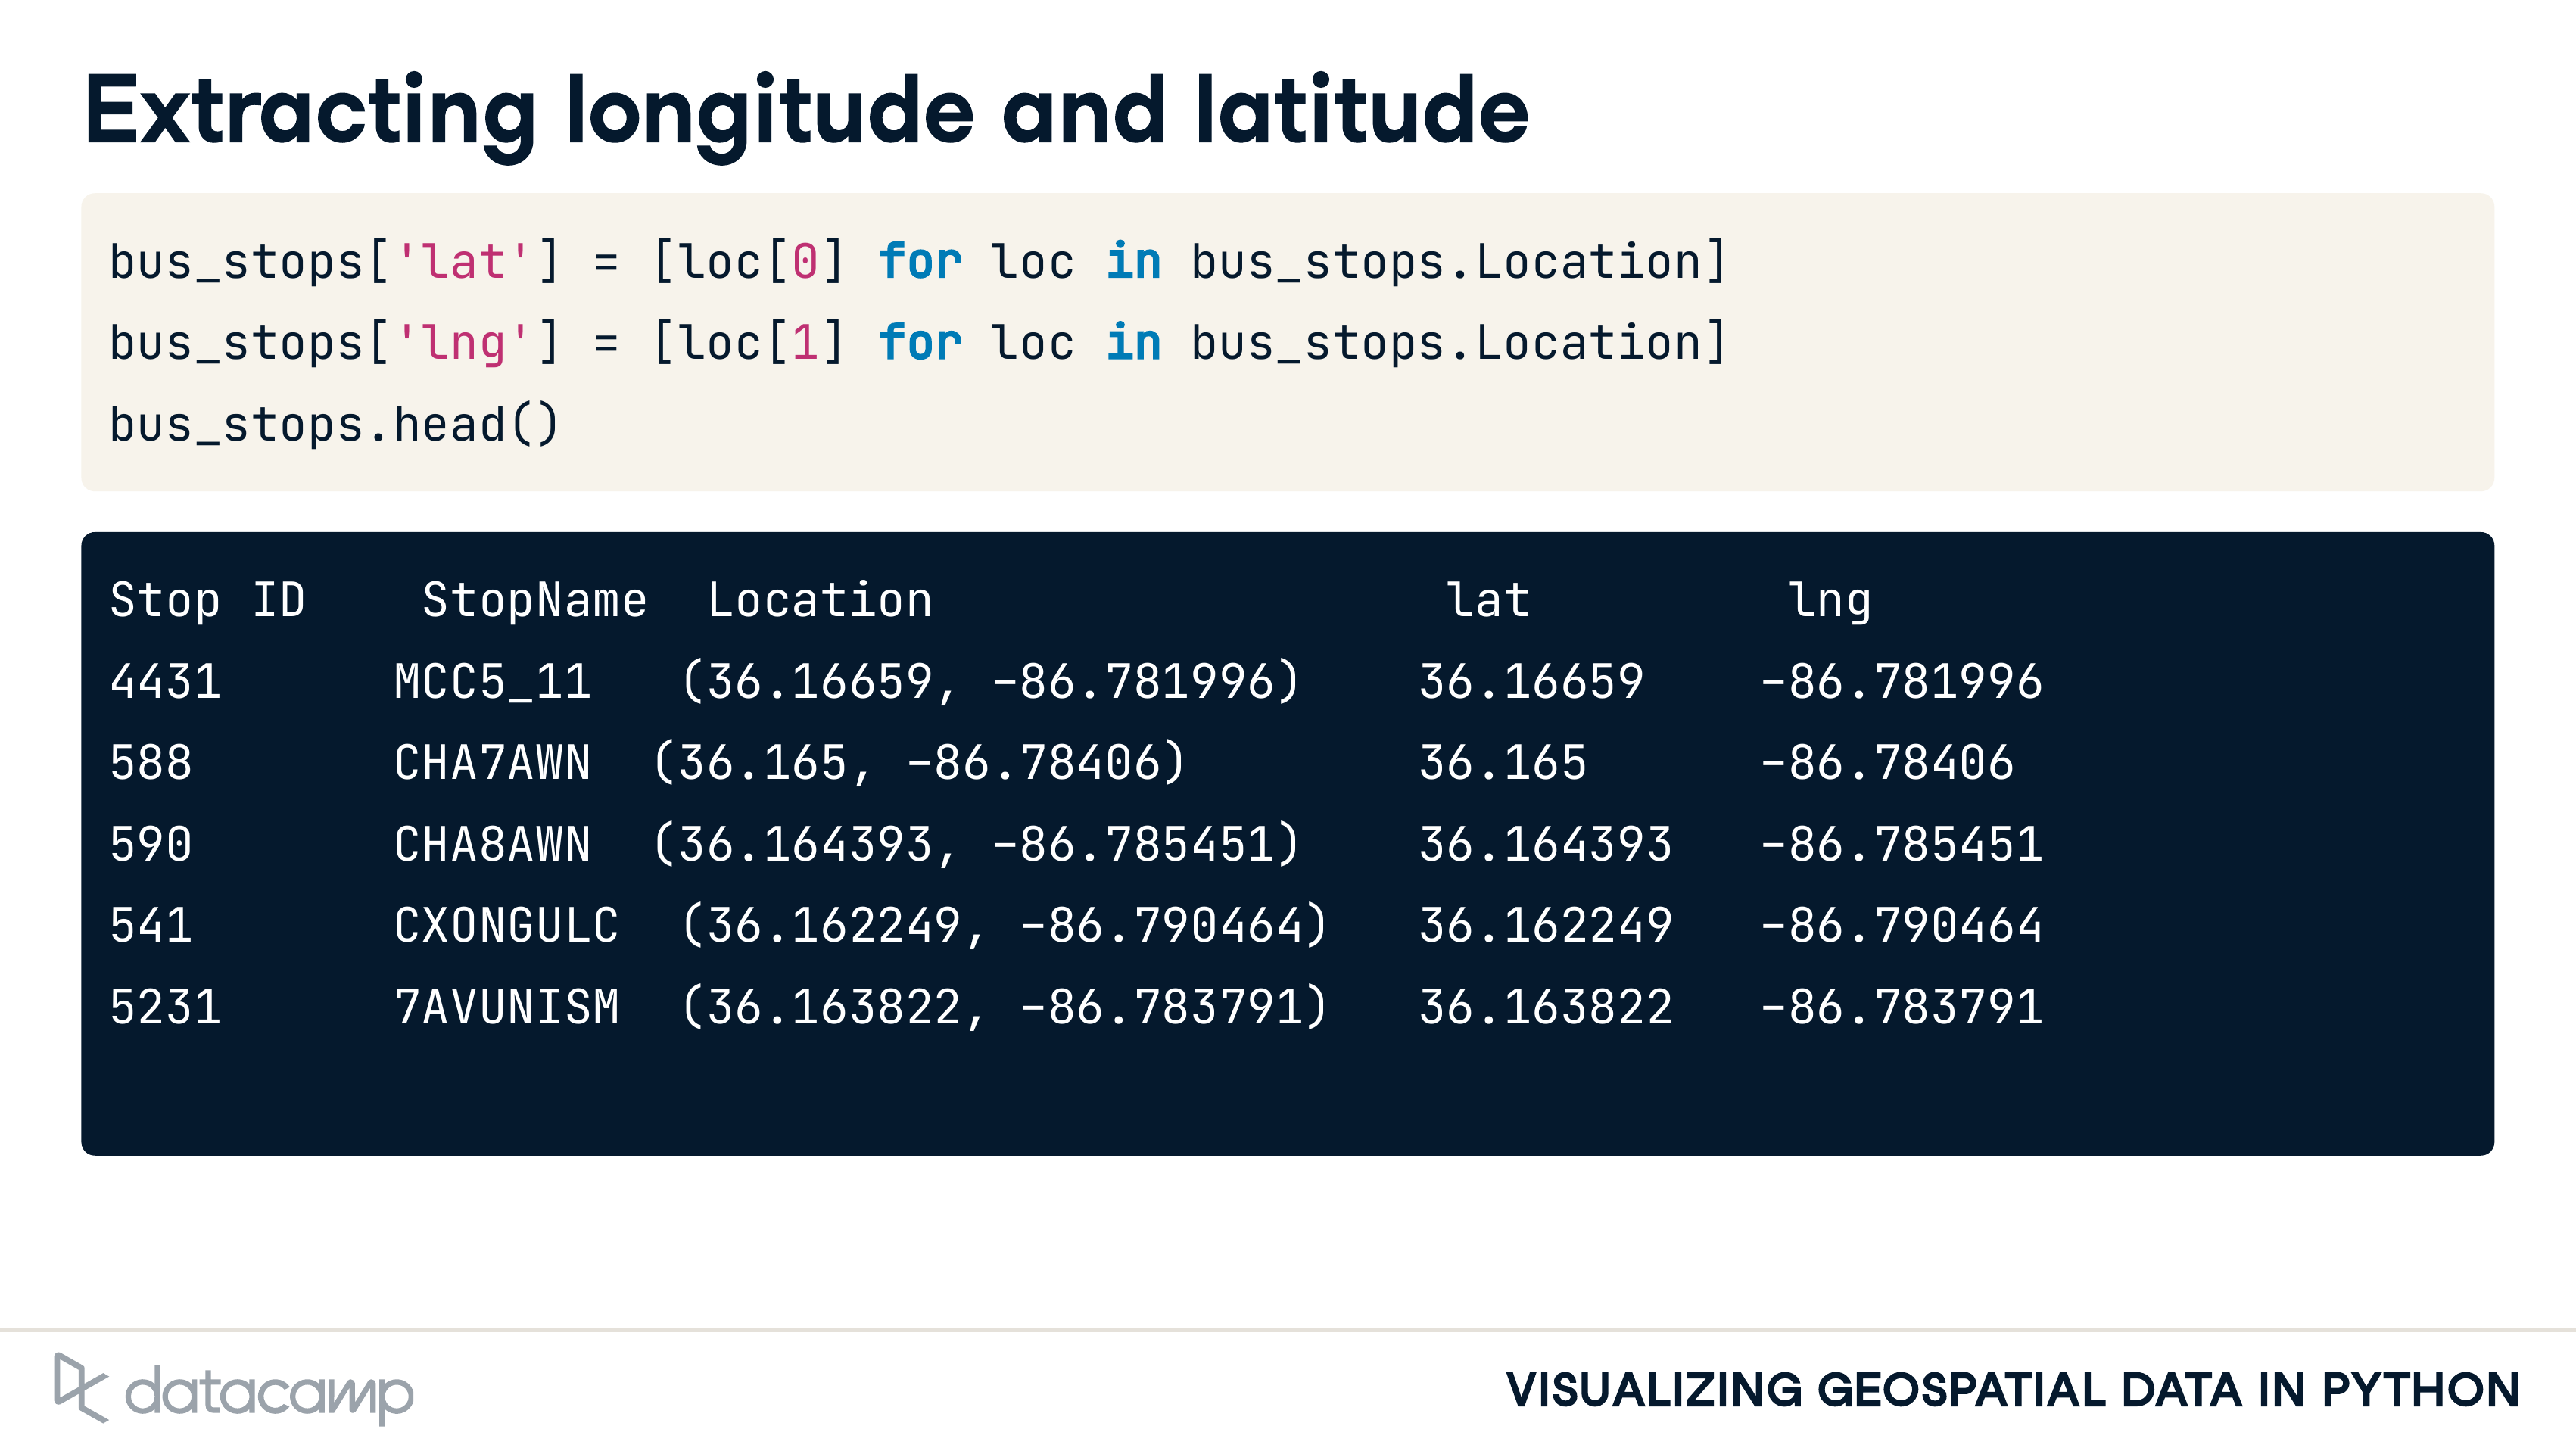 Extracting longitude and latitude
bus_stops['lat'] = [loc[0] for loc in bus_stops.Location]
bus_stops['lng'] = [loc[1] for loc in bus_stops.Location]
bus_stops.head()
Stop ID    StopName  Location                  lat         lng
4431      MCC5_11   (36.16659, -86.781996)    36.16659    -86.781996
588       CHA7AWN  (36.165, -86.78406)        36.165      -86.78406
590       CHA8AWN  (36.164393, -86.785451)    36.164393   -86.785451
541       CXONGULC  (36.162249, -86.790464)   36.162249   -86.790464
5231      7AVUNISM  (36.163822, -86.783791)   36.163822   -86.783791
datacamp
VISUALIZING GEOSPATIAL DATA IN PYTHON